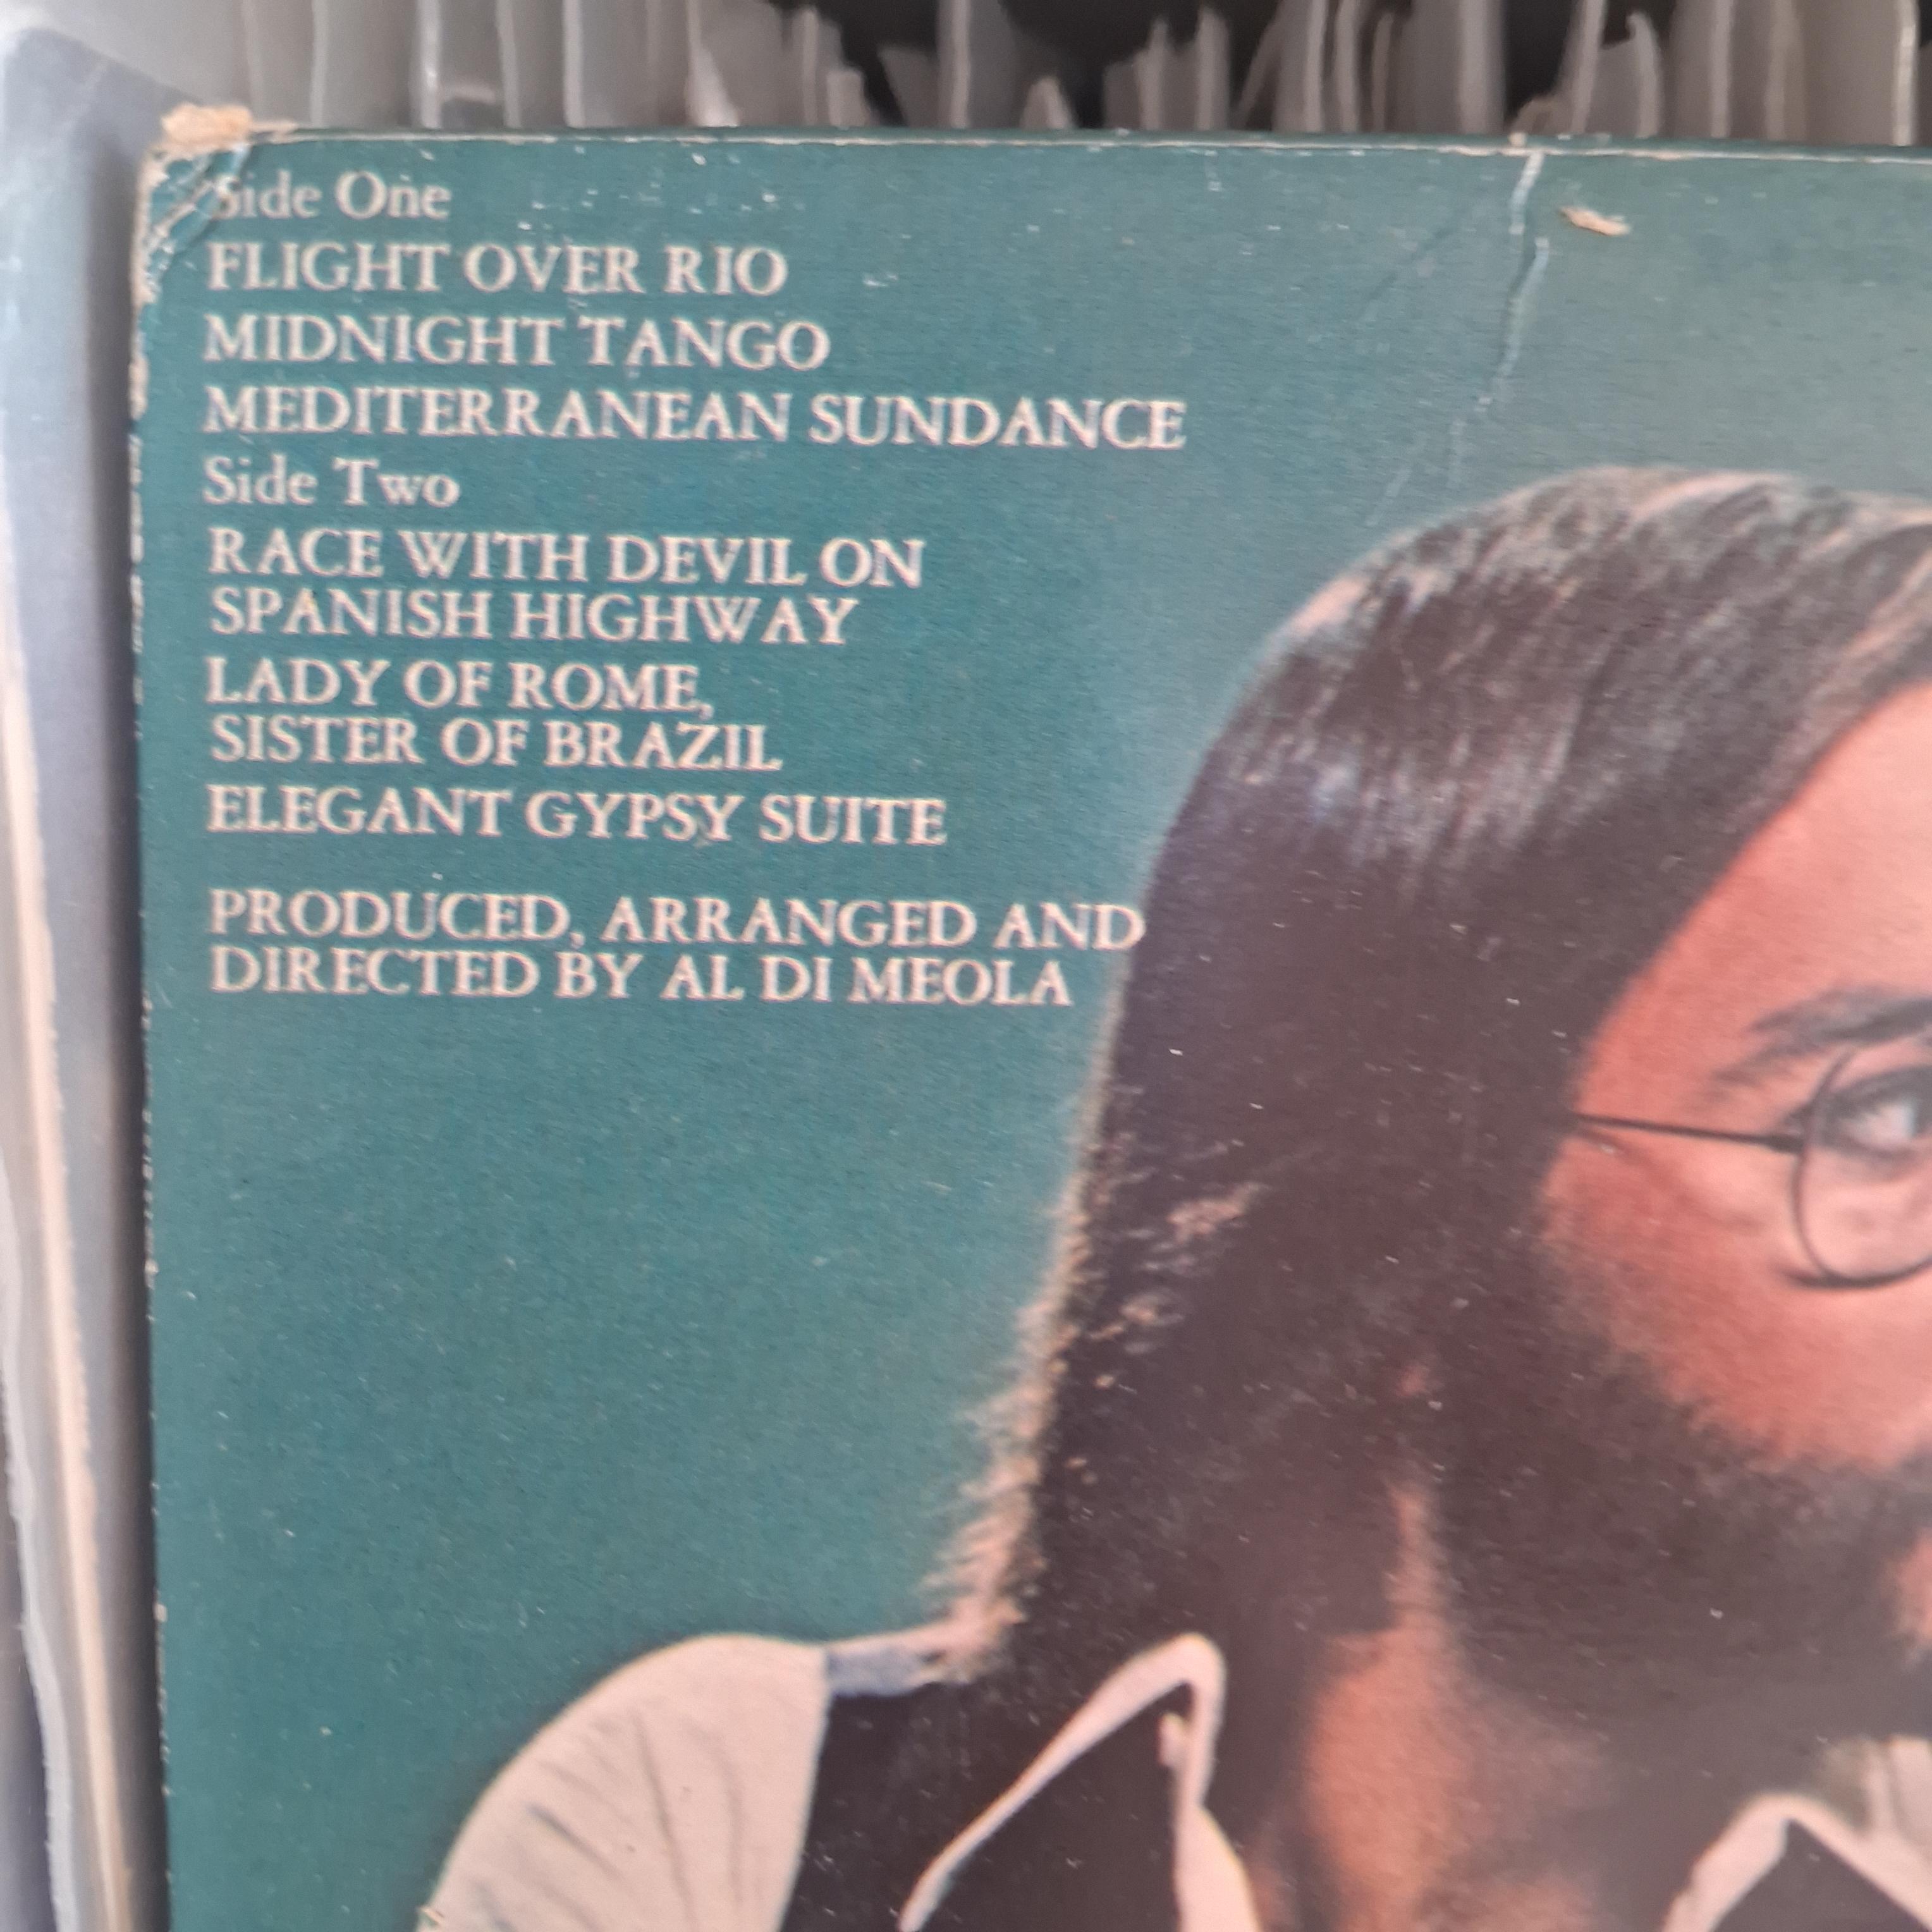 Side One
FLIGHT OVER RIO
MIDNIGHT TANGO
MEDITERRANEAN SUNDANCE
Side Two
RACE WITH DEVIL ON
SPANISH HIGHWAY
LADY OF ROME,
SISTER OF BRAZIL
ELEGANT GYPSY SUITE
PRODUCED, ARRANGED AND
DIRECTED BY AL DI MEOLA